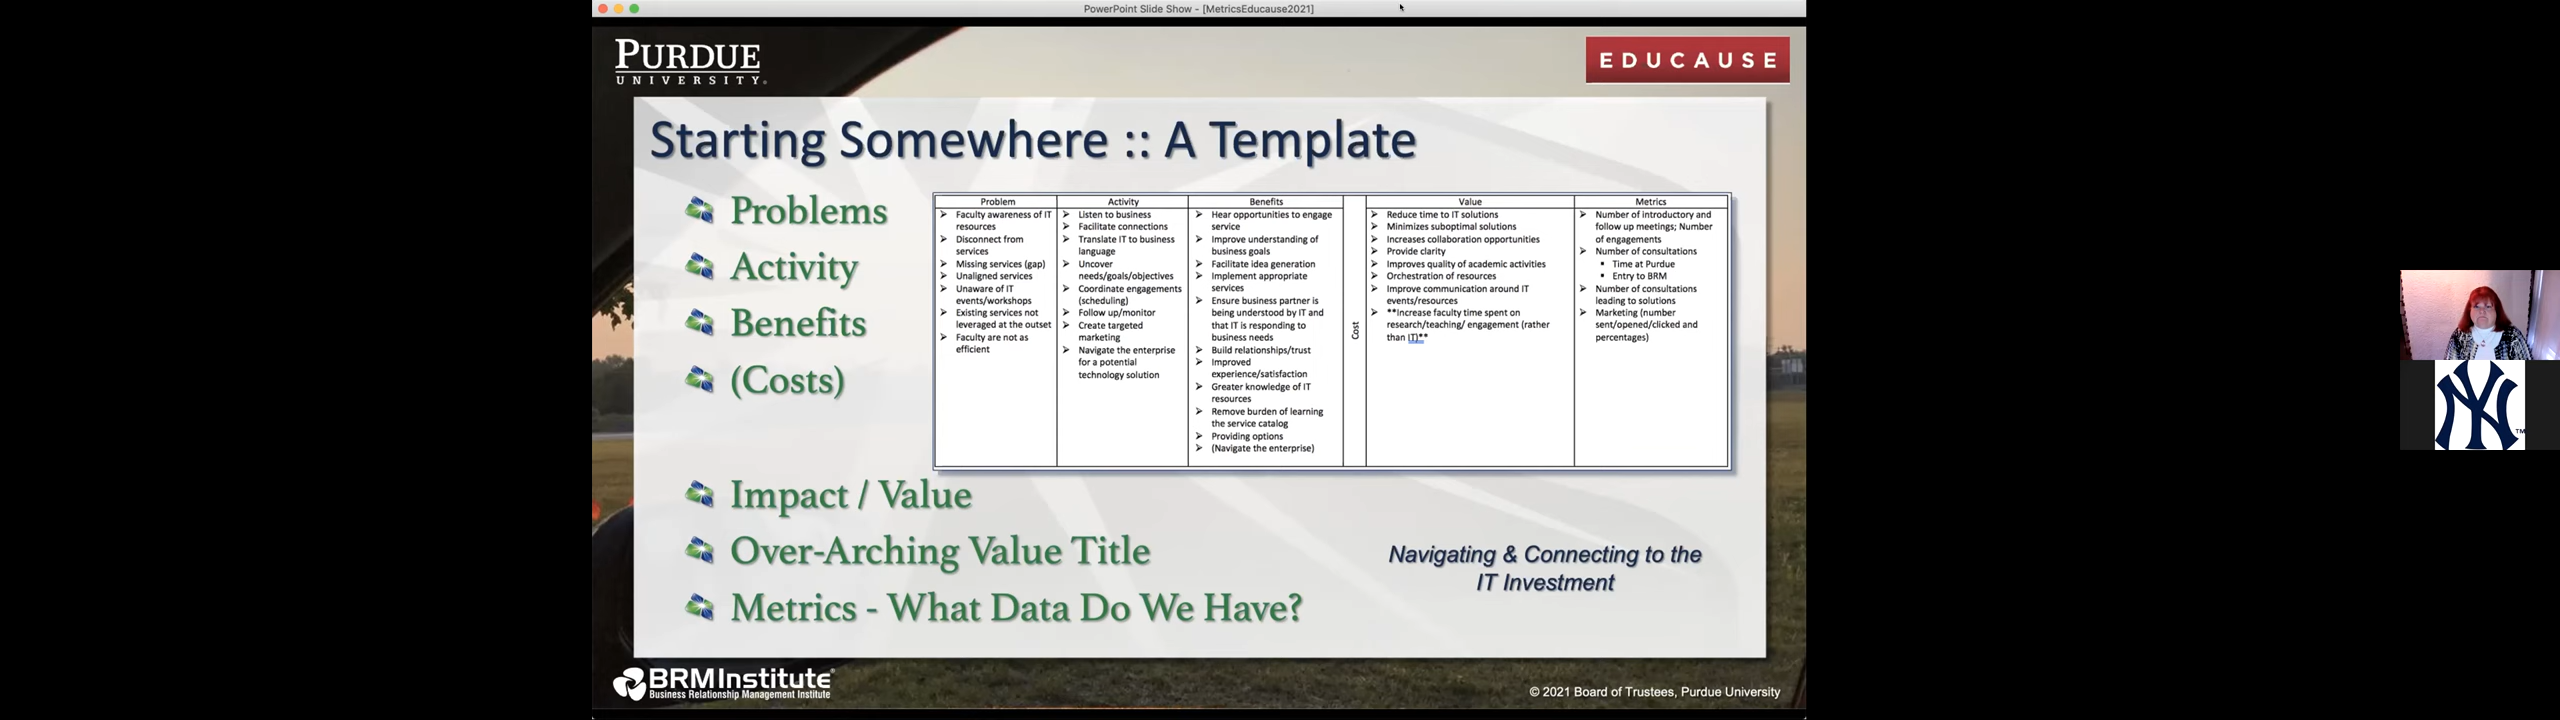 PowerPoint Slide Show - [MetricsEducause2021]
PURDUE
UNIVERSITY®
EDUCAUSE
Starting Somewhere :: A Template
Problems
Activity
Benefits
(Costs)
Impact / Value
Over-Arching Value Title
Metrics - What Data Do We Have?
Problem
Faculty awareness of IT
resources
Disconnect from
services
Missing services (gap)
Unaligned services
Unaware of IT
events/workshops
Existing services not
leveraged at the outset
Faculty are not as
efficient
Activity
Listen to business
Facilitate connections
Translate IT to business
language
Uncover
needs/goals/objectives
Coordinate engagements
(scheduling)
Follow up/monitor
Create targeted
marketing
Navigate the enterprise
for a potential
technology solution
Benefits
Hear opportunities to engage
service
Improve understanding of
business goals
Facilitate idea generation
Implement appropriate
services
Ensure business partner is
being understood by IT and
that IT is responding to
business needs
Build relationships/trust
Improved
experience/satisfaction
Greater knowledge of IT
resources
Remove burden of learning
the service catalog
Providing options
(Navigate the enterprise)
Cost
Value
Reduce time to IT solutions
Minimizes suboptimal solutions
Increases collaboration opportunities
Provide clarity
Improves quality of academic activities
Orchestration of resources
Improve communication around IT
events/resources
**Increase faculty time spent on
research/teaching/ engagement (rather
than IT)**
Metrics
Number of introductory and
follow up meetings; Number
of engagements
Number of consultations
Time at Purdue
Entry to BRM
Number of consultations
leading to solutions
Marketing (number
sent/opened/clicked and
percentages)
Navigating & Connecting to the
IT Investment
BRMInstitute
Business Relationship Management Institute
© 2021 Board of Trustees, Purdue University
NY
TM